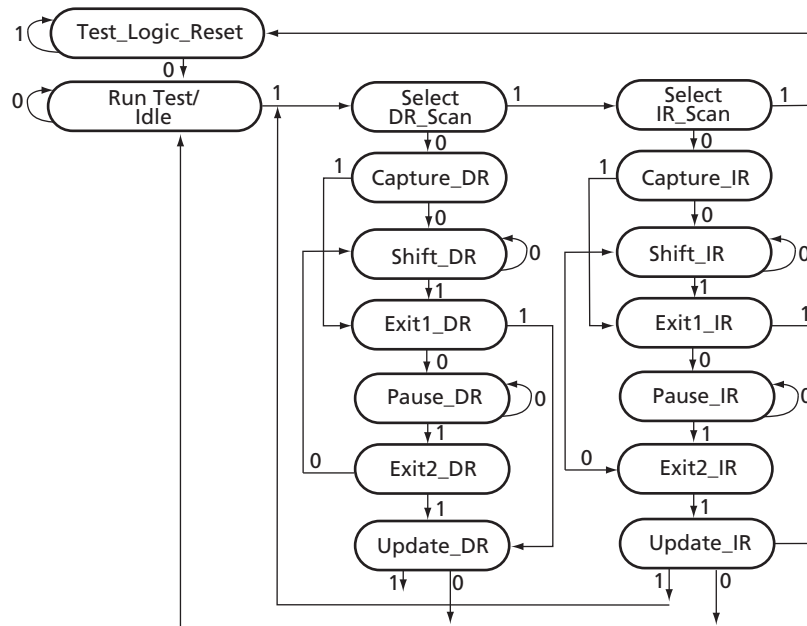 Test_Logic_Reset
1
0
Run Test/
Idle
0
1
Select
DR_Scan
1
Select
IR_Scan
1
0
0
1
Capture_DR
1
Capture_IR
0
0
Shift_DR
0
Shift_IR
0
1
1
Exit1_DR
1
Exit1_IR
1
0
0
Pause_DR
0
Pause_IR
0
1
1
0
Exit2_DR
0
Exit2_IR
1
1
Update_DR
Update_IR
1
0
1
0